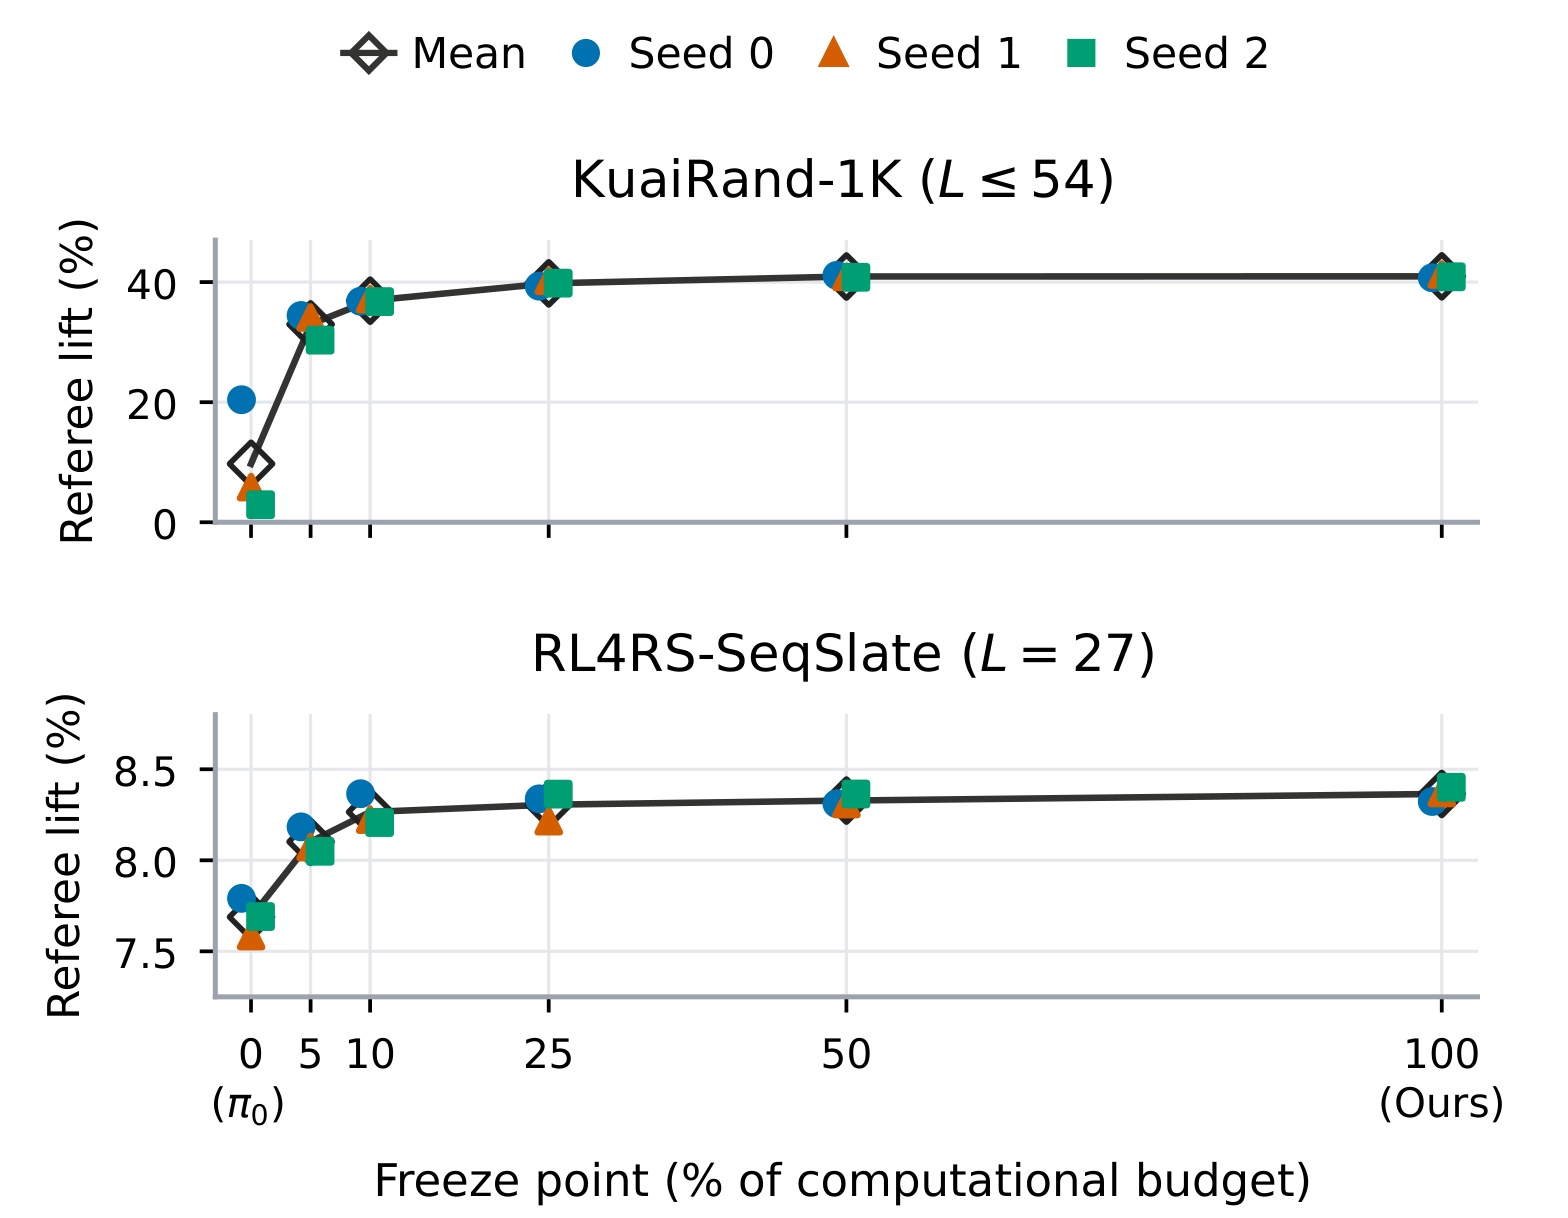 Mean Seed 0 Seed 1 Seed 2
KuaiRand-1K (L ≤ 54)
Referee lift (%)
40
20
0
RL4RS-SeqSlate (L = 27)
Referee lift (%)
8.5
8.0
7.5
0 5 10 25 50 100
(π₀) (Ours)
Freeze point (% of computational budget)